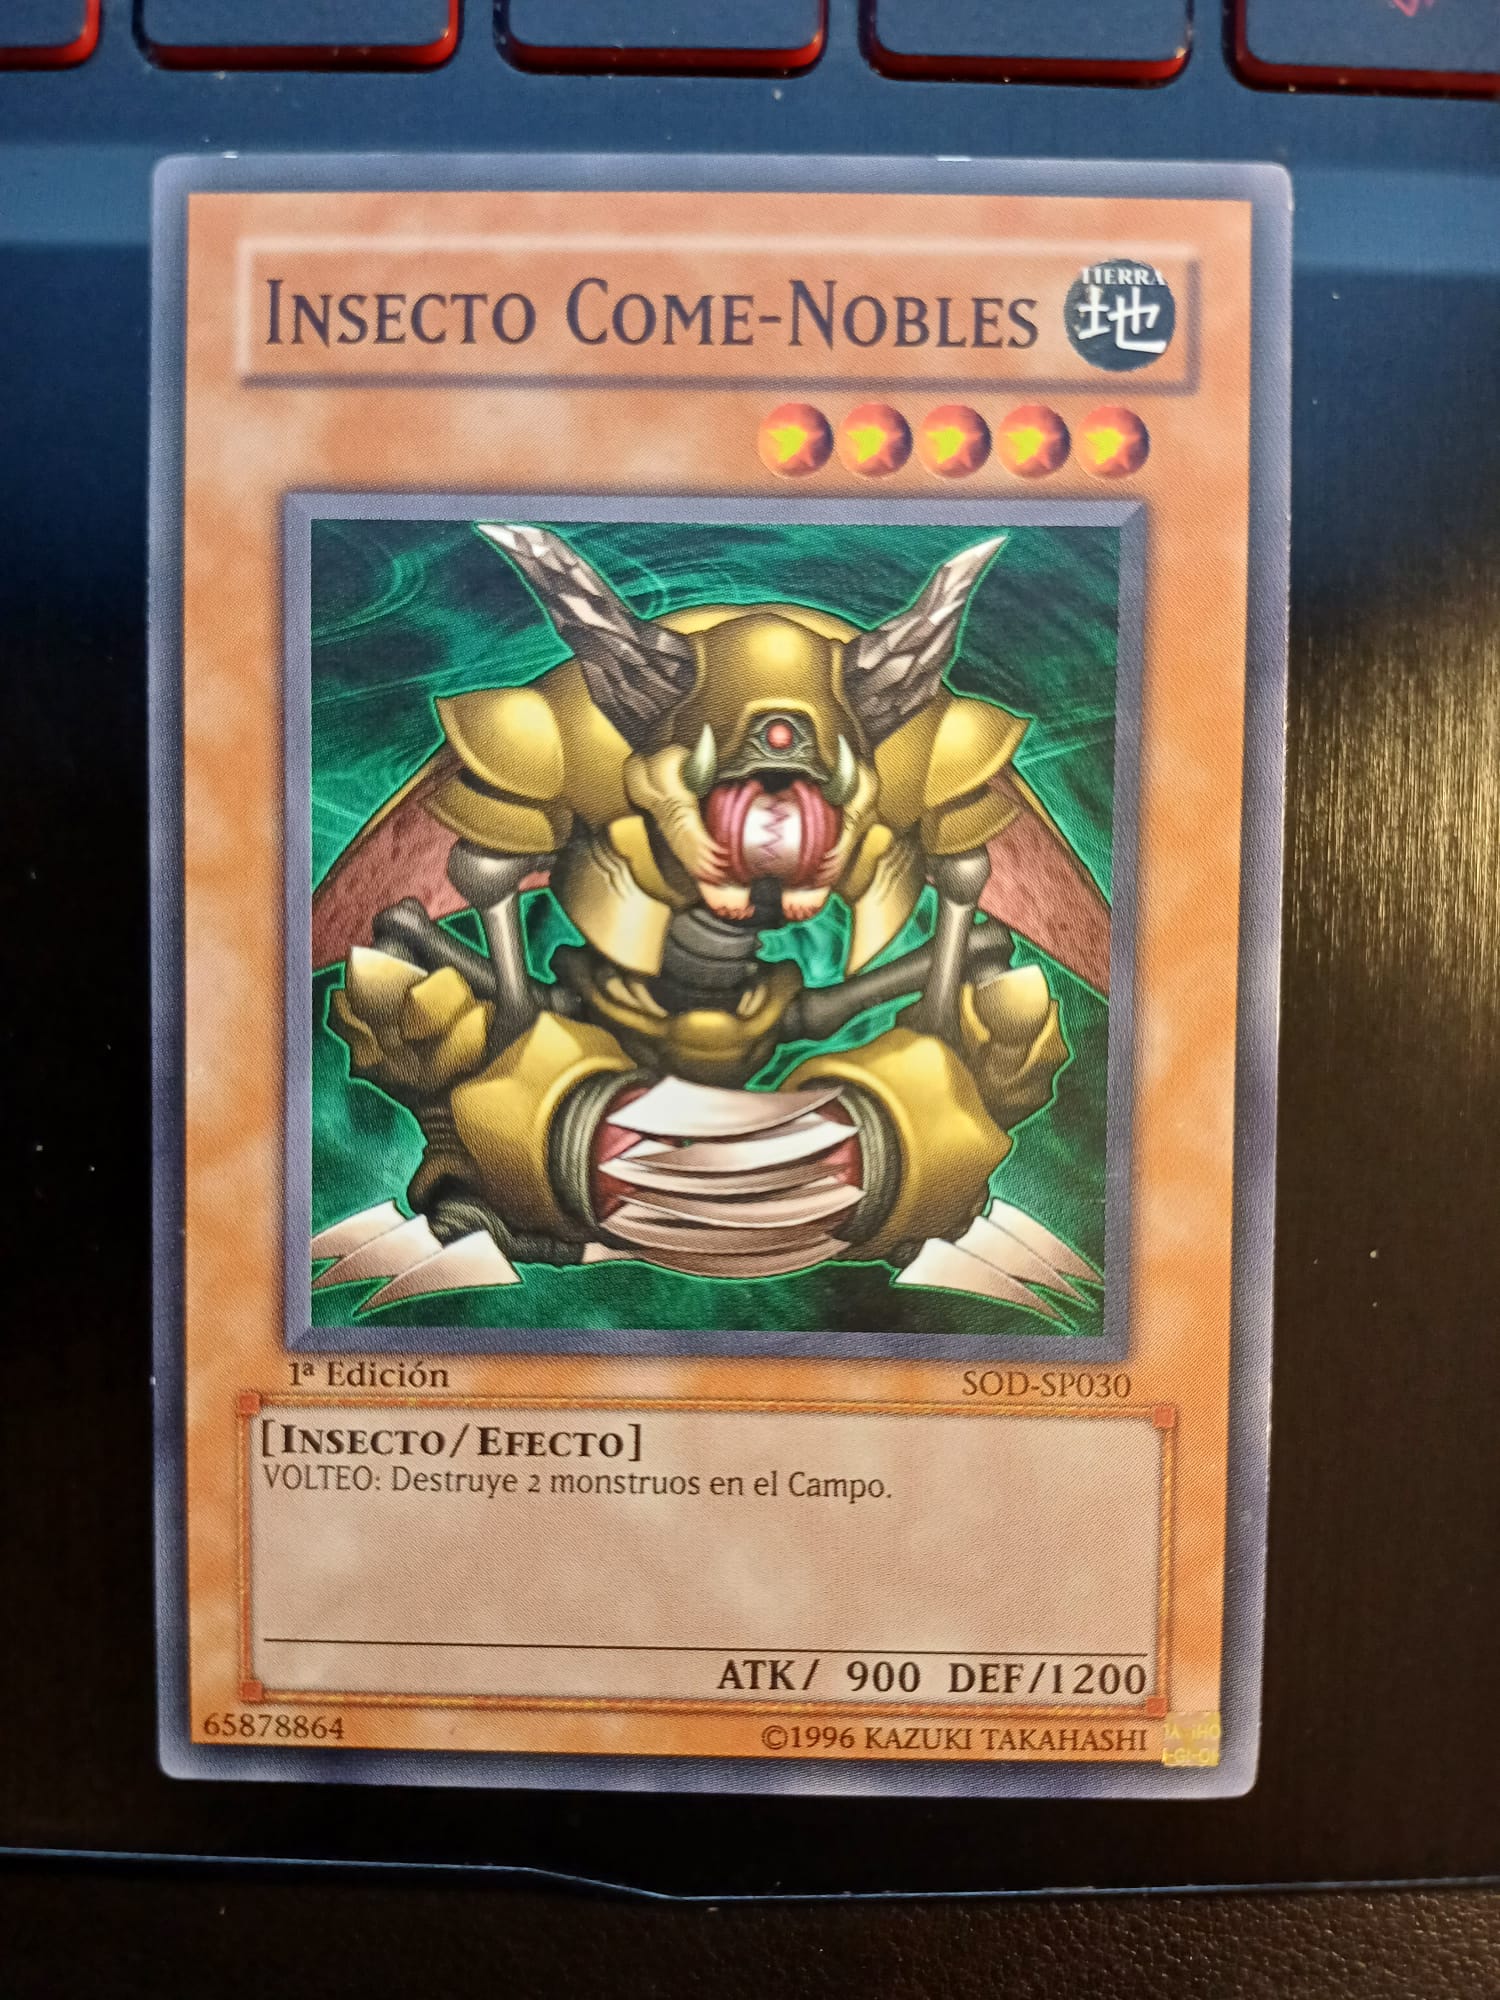 INSECTO COME-NOBLES
TIERRA
地
1ª Edición
SOD-SP030
[INSECTO/EFECTO]
VOLTEO: Destruye 2 monstruos en el Campo.
ATK/ 900 DEF/1200
65878864
©1996 KAZUKI TAKAHASHI